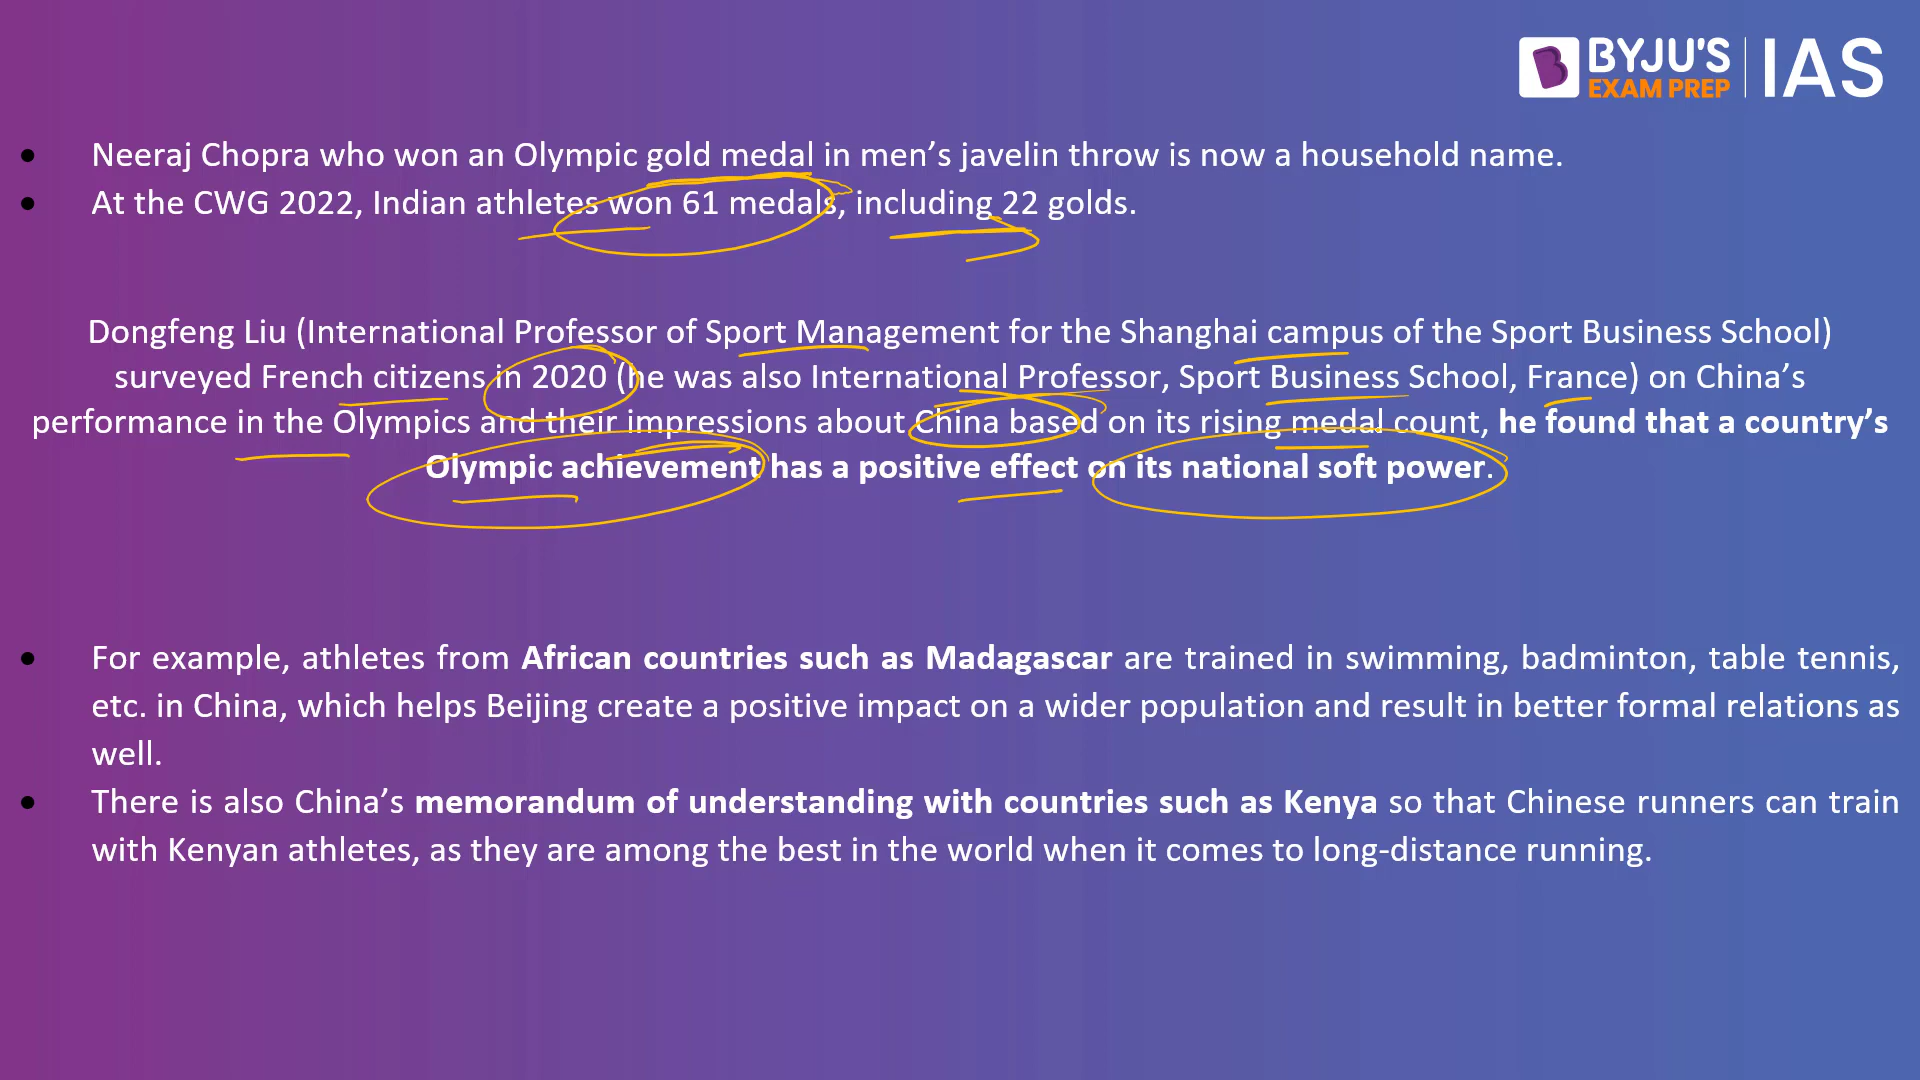 BYJU'S
EXAM PREP
IAS
• Neeraj Chopra who won an Olympic gold medal in men’s javelin throw is now a household name.
• At the CWG 2022, Indian athletes won 61 medals, including 22 golds.
Dongfeng Liu (International Professor of Sport Management for the Shanghai campus of the Sport Business School)
surveyed French citizens in 2020 (he was also International Professor, Sport Business School, France) on China’s
performance in the Olympics and their impressions about China based on its rising medal count, he found that a country’s
Olympic achievement has a positive effect on its national soft power.
• For example, athletes from African countries such as Madagascar are trained in swimming, badminton, table tennis,
etc. in China, which helps Beijing create a positive impact on a wider population and result in better formal relations as
well.
• There is also China’s memorandum of understanding with countries such as Kenya so that Chinese runners can train
with Kenyan athletes, as they are among the best in the world when it comes to long-distance running.